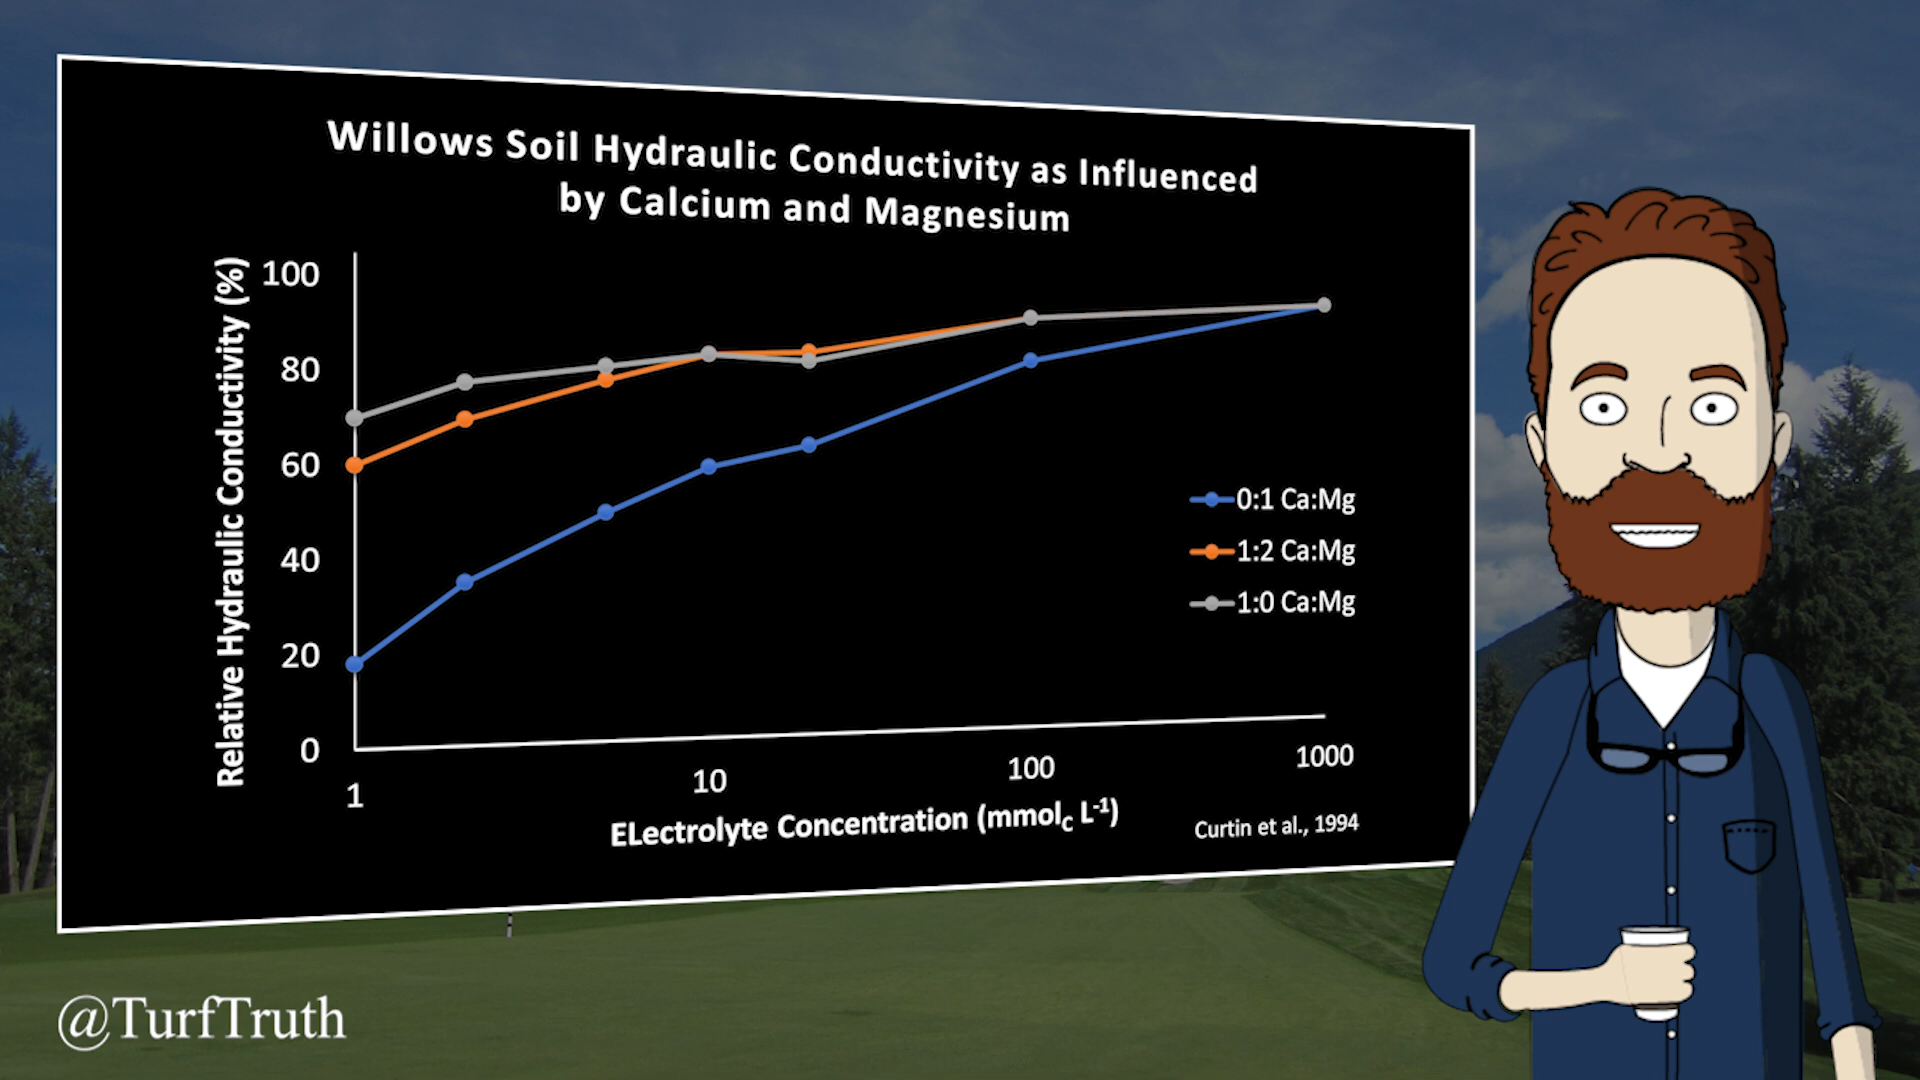 Willows Soil Hydraulic Conductivity as Influenced
by Calcium and Magnesium
Relative Hydraulic Conductivity (%)
100
80
60
40
20
0
1
10
100
1000
0:1 Ca:Mg
1:2 Ca:Mg
1:0 Ca:Mg
ELectrolyte Concentration (mmolC L-1)
Curtin et al., 1994
@TurfTruth